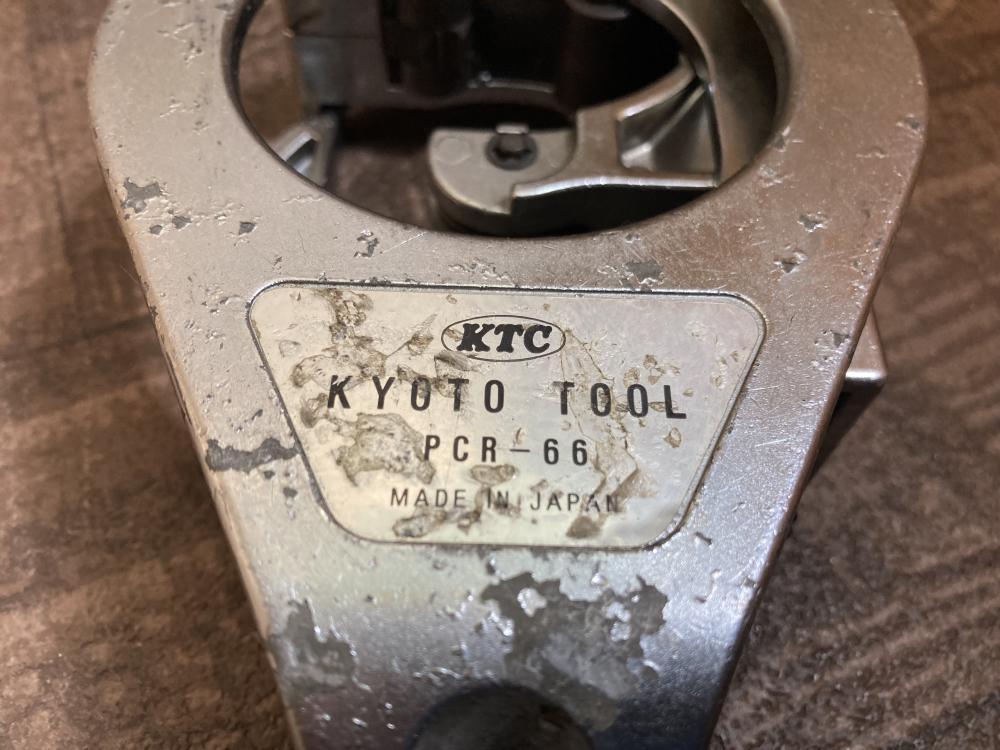 KTC
KYOTO TOOL
PCR-66
MADE IN JAPAN